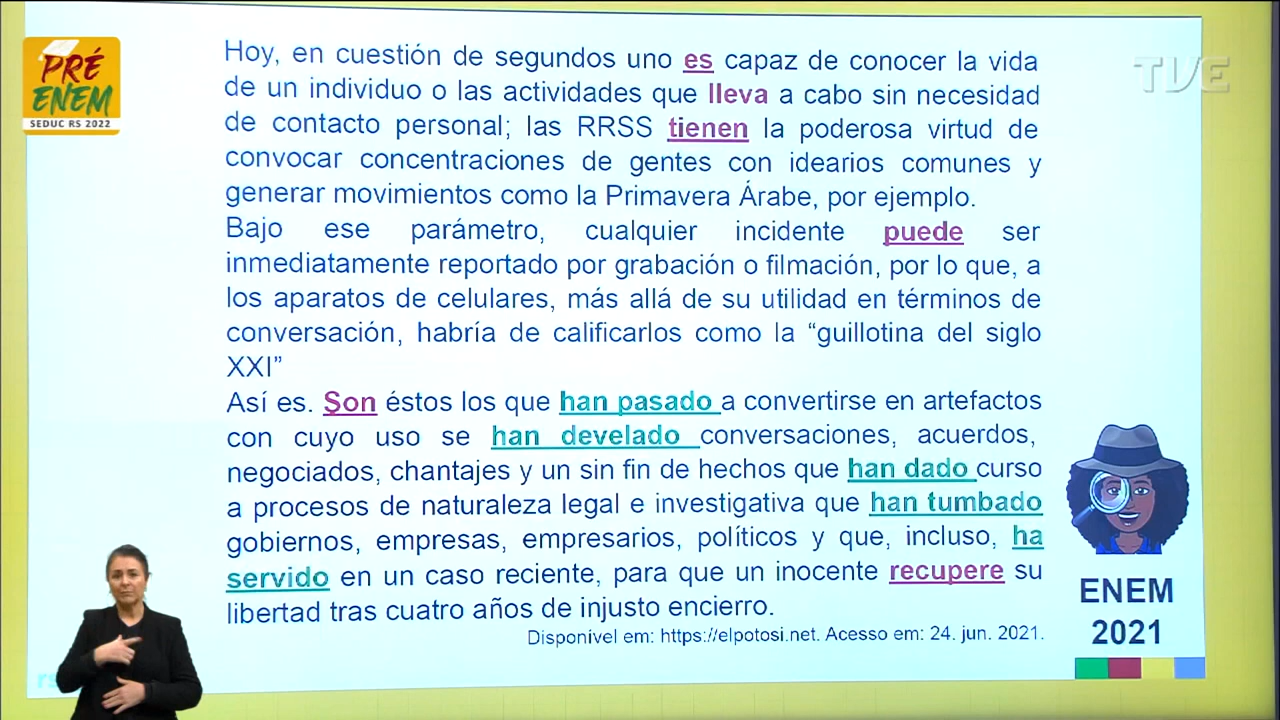 PRÉ
ENEM
SEDUC RS 2022
TVE
Hoy, en cuestión de segundos uno es capaz de conocer la vida
de un individuo o las actividades que lleva a cabo sin necesidad
de contacto personal; las RRSS tienen la poderosa virtud de
convocar concentraciones de gentes con idearios comunes y
generar movimientos como la Primavera Árabe, por ejemplo.
Bajo ese parámetro, cualquier incidente puede ser
inmediatamente reportado por grabación o filmación, por lo que, a
los aparatos de celulares, más allá de su utilidad en términos de
conversación, habría de calificarlos como la “guillotina del siglo
XXI”
Así es. Son éstos los que han pasado a convertirse en artefactos
con cuyo uso se han develado conversaciones, acuerdos,
negociados, chantajes y un sin fin de hechos que han dado curso
a procesos de naturaleza legal e investigativa que han tumbado
gobiernos, empresas, empresarios, políticos y que, incluso, ha
servido en un caso reciente, para que un inocente recupere su
libertad tras cuatro años de injusto encierro.
Disponível em: https://elpotosi.net. Acesso em: 24. jun. 2021.
ENEM
2021